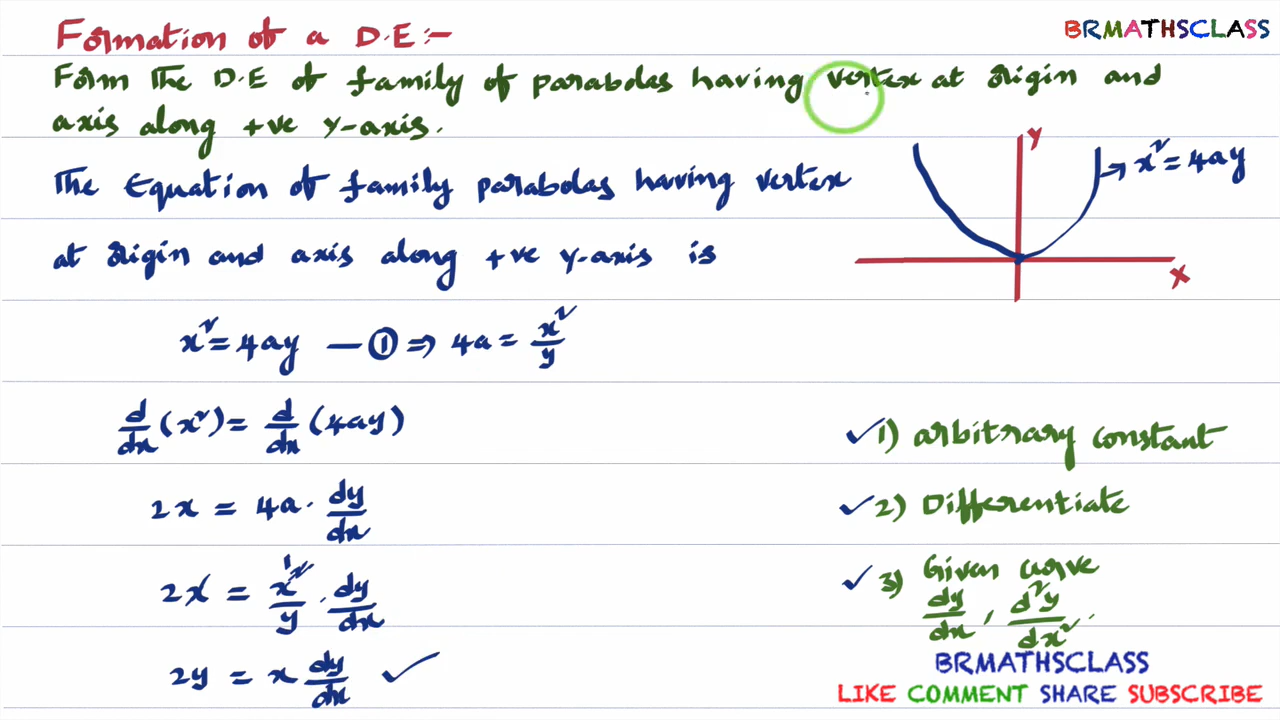 Formation of a D.E:-
BRMATHSCLASS
Form The D.E of family of parabolas having vertex at origin and
axis along +ve y-axis.
Y
→ x² = 4ay
X
The Equation of family parabolas having vertex
at origin and axis along +ve y-axis is
x² = 4ay — ① ⇒ 4a = x²/y
d/dx (x²) = d/dx (4ay)
2x = 4a · dy/dx
2x = x²/y · dy/dx
2y = x dy/dx ✓
✓ 1) arbitrary constant
✓ 2) Differentiate
✓ 3) Given curve
dy/dx , d²y/dx² .
BRMATHSCLASS
LIKE COMMENT SHARE SUBSCRIBE